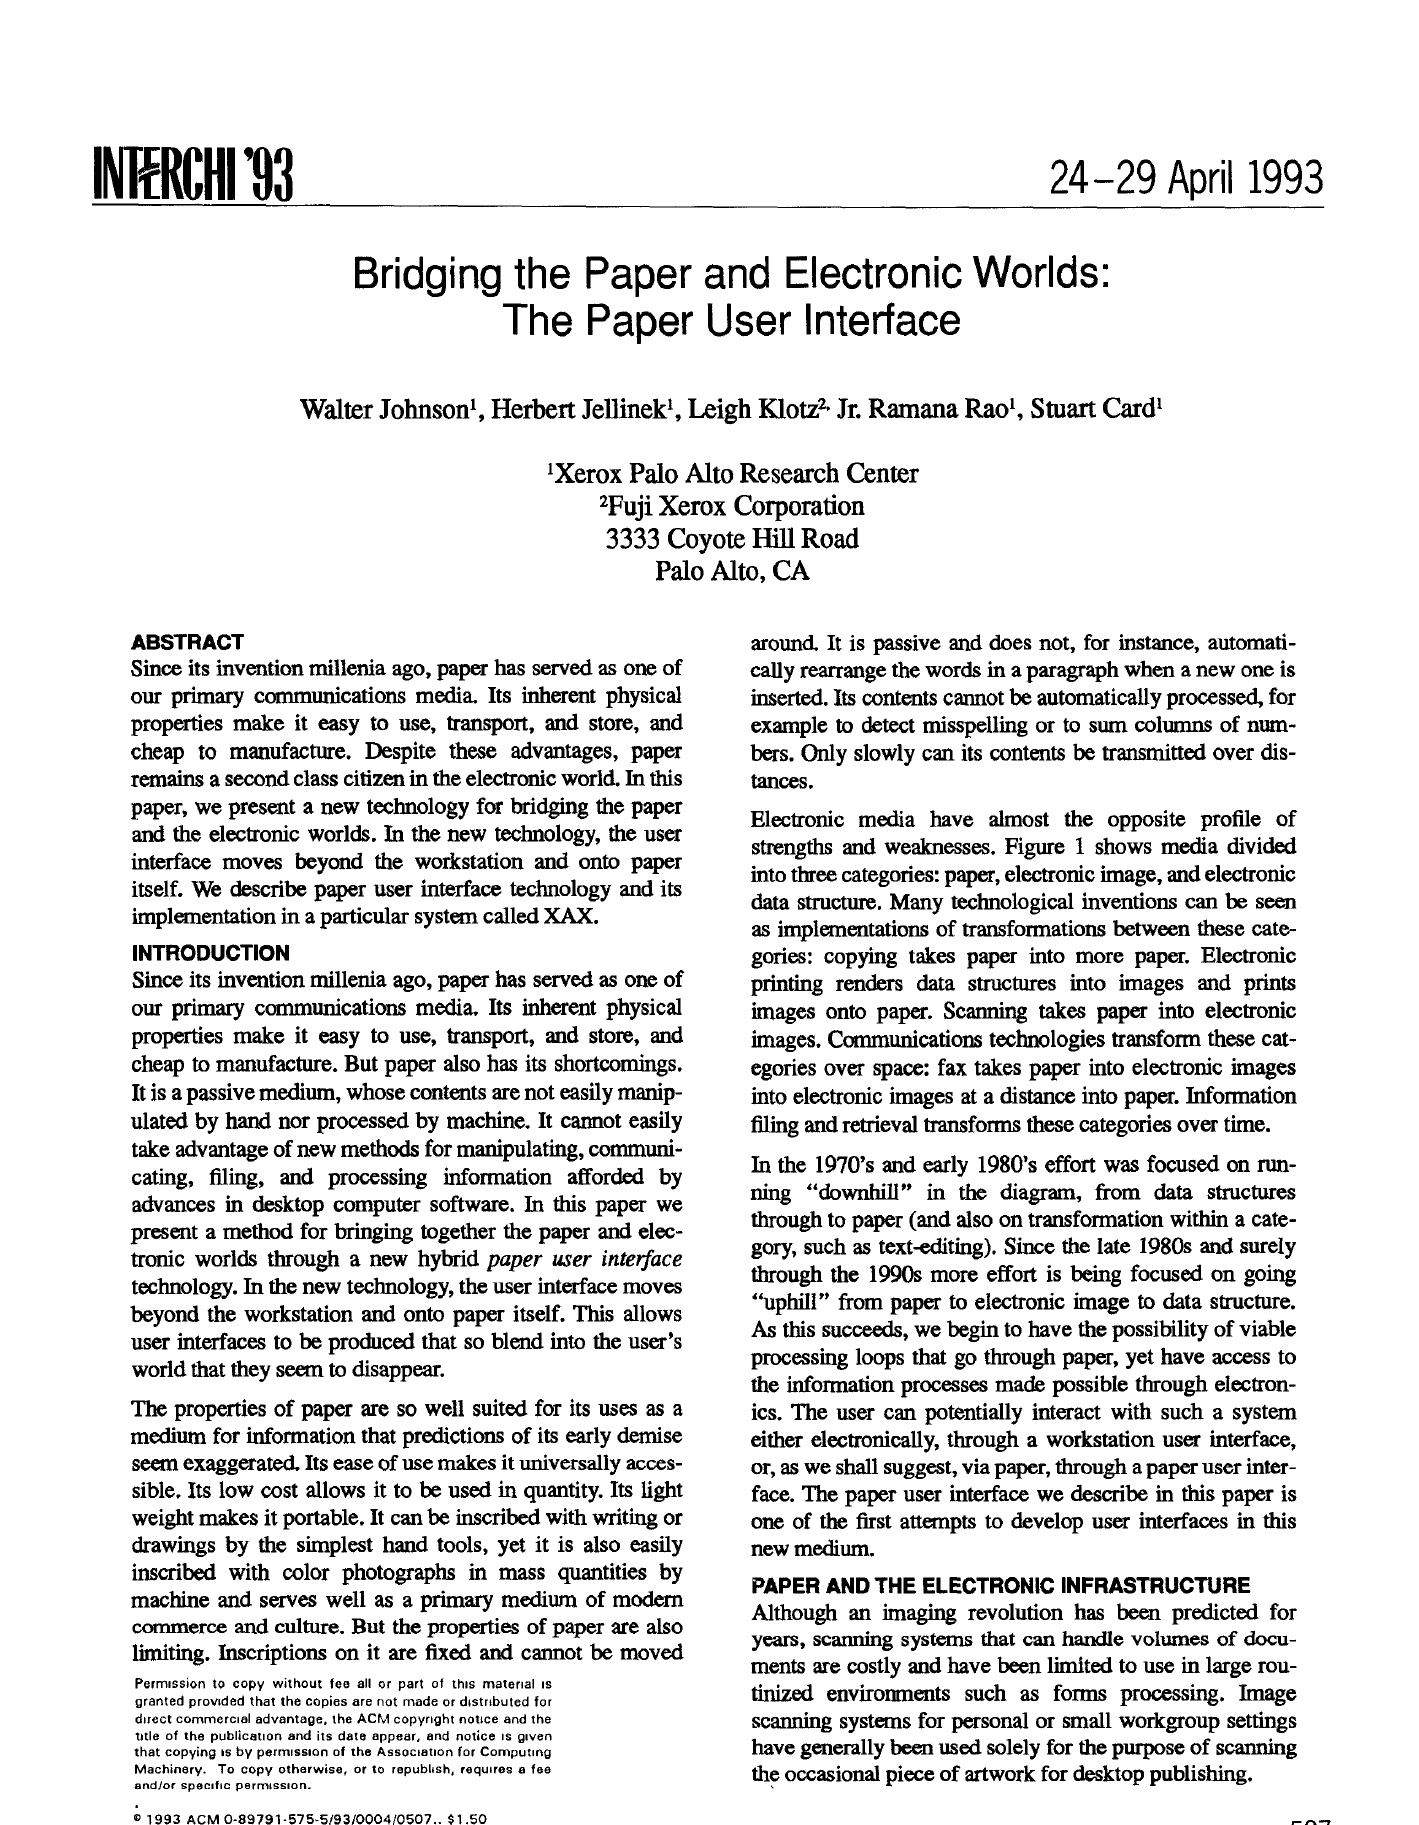 INTERCHI '93
24–29 April 1993
Bridging the Paper and Electronic Worlds:
The Paper User Interface
Walter Johnson¹, Herbert Jellinek¹, Leigh Klotz²· Jr. Ramana Rao¹, Stuart Card¹
¹Xerox Palo Alto Research Center
²Fuji Xerox Corporation
3333 Coyote Hill Road
Palo Alto, CA
ABSTRACT
Since its invention millenia ago, paper has served as one of
our primary communications media. Its inherent physical
properties make it easy to use, transport, and store, and
cheap to manufacture. Despite these advantages, paper
remains a second class citizen in the electronic world. In this
paper, we present a new technology for bridging the paper
and the electronic worlds. In the new technology, the user
interface moves beyond the workstation and onto paper
itself. We describe paper user interface technology and its
implementation in a particular system called XAX.
INTRODUCTION
Since its invention millenia ago, paper has served as one of
our primary communications media. Its inherent physical
properties make it easy to use, transport, and store, and
cheap to manufacture. But paper also has its shortcomings.
It is a passive medium, whose contents are not easily manip-
ulated by hand nor processed by machine. It cannot easily
take advantage of new methods for manipulating, communi-
cating, filing, and processing information afforded by
advances in desktop computer software. In this paper we
present a method for bringing together the paper and elec-
tronic worlds through a new hybrid paper user interface
technology. In the new technology, the user interface moves
beyond the workstation and onto paper itself. This allows
user interfaces to be produced that so blend into the user's
world that they seem to disappear.
The properties of paper are so well suited for its uses as a
medium for information that predictions of its early demise
seem exaggerated. Its ease of use makes it universally acces-
sible. Its low cost allows it to be used in quantity. Its light
weight makes it portable. It can be inscribed with writing or
drawings by the simplest hand tools, yet it is also easily
inscribed with color photographs in mass quantities by
machine and serves well as a primary medium of modern
commerce and culture. But the properties of paper are also
limiting. Inscriptions on it are fixed and cannot be moved
Permission to copy without fee all or part of this material is
granted provided that the copies are not made or distributed for
direct commercial advantage, the ACM copyright notice and the
title of the publication and its date appear, and notice is given
that copying is by permission of the Association for Computing
Machinery. To copy otherwise, or to republish, requires a fee
and/or specific permission.
© 1993 ACM 0-89791-575-5/93/0004/0507.. $1.50
around. It is passive and does not, for instance, automati-
cally rearrange the words in a paragraph when a new one is
inserted. Its contents cannot be automatically processed, for
example to detect misspelling or to sum columns of num-
bers. Only slowly can its contents be transmitted over dis-
tances.
Electronic media have almost the opposite profile of
strengths and weaknesses. Figure 1 shows media divided
into three categories: paper, electronic image, and electronic
data structure. Many technological inventions can be seen
as implementations of transformations between these cate-
gories: copying takes paper into more paper. Electronic
printing renders data structures into images and prints
images onto paper. Scanning takes paper into electronic
images. Communications technologies transform these cat-
egories over space: fax takes paper into electronic images
into electronic images at a distance into paper. Information
filing and retrieval transforms these categories over time.
In the 1970's and early 1980's effort was focused on run-
ning "downhill" in the diagram, from data structures
through to paper (and also on transformation within a cate-
gory, such as text-editing). Since the late 1980s and surely
through the 1990s more effort is being focused on going
"uphill" from paper to electronic image to data structure.
As this succeeds, we begin to have the possibility of viable
processing loops that go through paper, yet have access to
the information processes made possible through electron-
ics. The user can potentially interact with such a system
either electronically, through a workstation user interface,
or, as we shall suggest, via paper, through a paper user inter-
face. The paper user interface we describe in this paper is
one of the first attempts to develop user interfaces in this
new medium.
PAPER AND THE ELECTRONIC INFRASTRUCTURE
Although an imaging revolution has been predicted for
years, scanning systems that can handle volumes of docu-
ments are costly and have been limited to use in large rou-
tinized environments such as forms processing. Image
scanning systems for personal or small workgroup settings
have generally been used solely for the purpose of scanning
the occasional piece of artwork for desktop publishing.